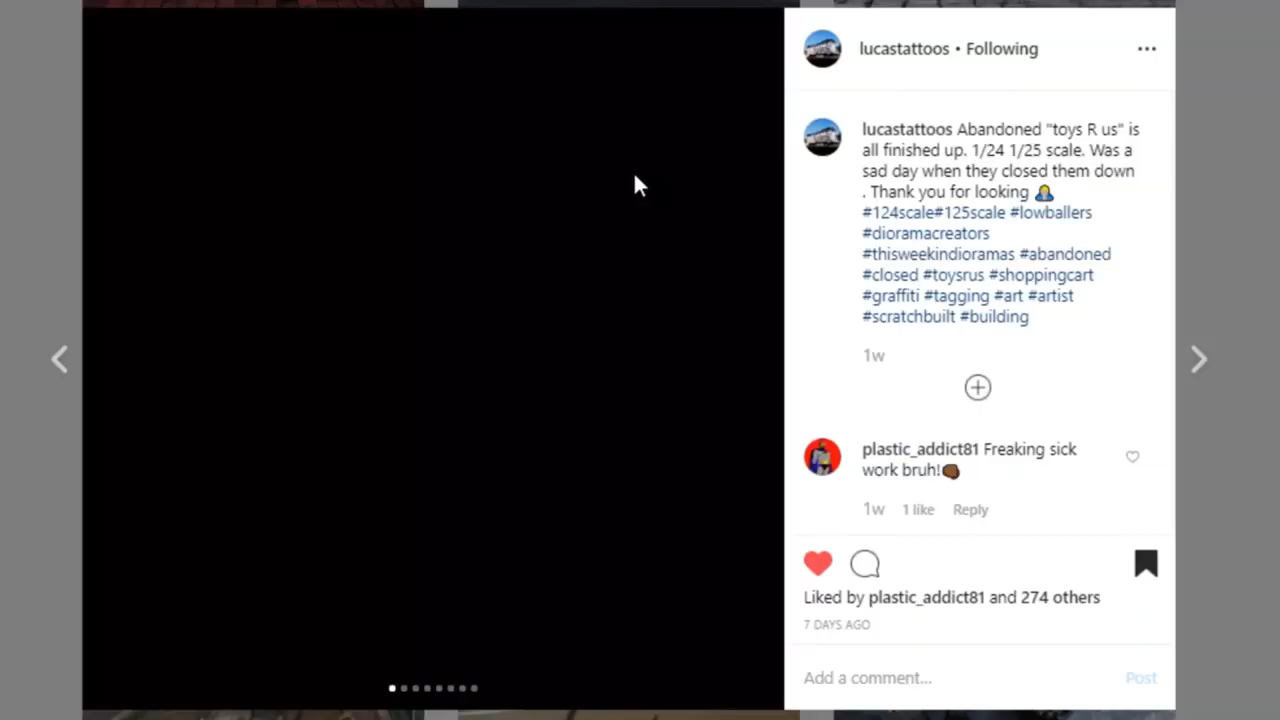 lucastattoos • Following
lucastattoos Abandoned "toys R us" is
all finished up. 1/24 1/25 scale. Was a
sad day when they closed them down
. Thank you for looking 🤦
#124scale#125scale #lowballers
#dioramacreators
#thisweekindioramas #abandoned
#closed #toysrus #shoppingcart
#graffiti #tagging #art #artist
#scratchbuilt #building
1w
plastic_addict81 Freaking sick
work bruh!👊🏾
1w 1 like Reply
Liked by plastic_addict81 and 274 others
7 DAYS AGO
Add a comment... Post